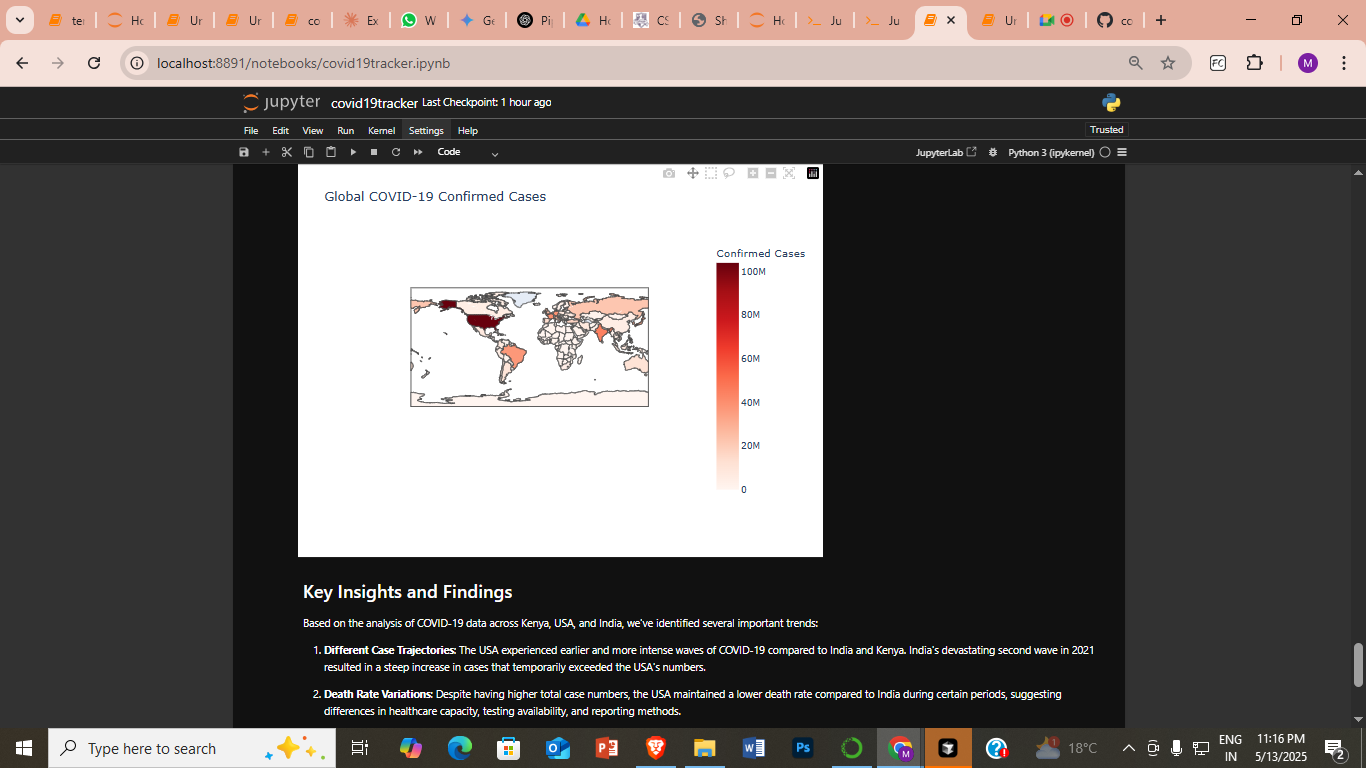 te
Ho
Ur
Ur
co
Ex
W
Ge
Pi
Ho
CS
Sh
Ho
Ju
Ju
Ur
co
localhost:8891/notebooks/covid19tracker.ipynb
FC
M
jupyter covid19tracker Last Checkpoint: 1 hour ago
File Edit View Run Kernel Settings Help
Trusted
Code
JupyterLab
Python 3 (ipykernel)
Global COVID-19 Confirmed Cases
Confirmed Cases
100M
80M
60M
40M
20M
0
Key Insights and Findings
Based on the analysis of COVID-19 data across Kenya, USA, and India, we've identified several important trends:
1. Different Case Trajectories: The USA experienced earlier and more intense waves of COVID-19 compared to India and Kenya. India's devastating second wave in 2021
resulted in a steep increase in cases that temporarily exceeded the USA's numbers.
2. Death Rate Variations: Despite having higher total case numbers, the USA maintained a lower death rate compared to India during certain periods, suggesting
differences in healthcare capacity, testing availability, and reporting methods.
Type here to search
18°C
ENG
IN
11:16 PM
5/13/2025
2